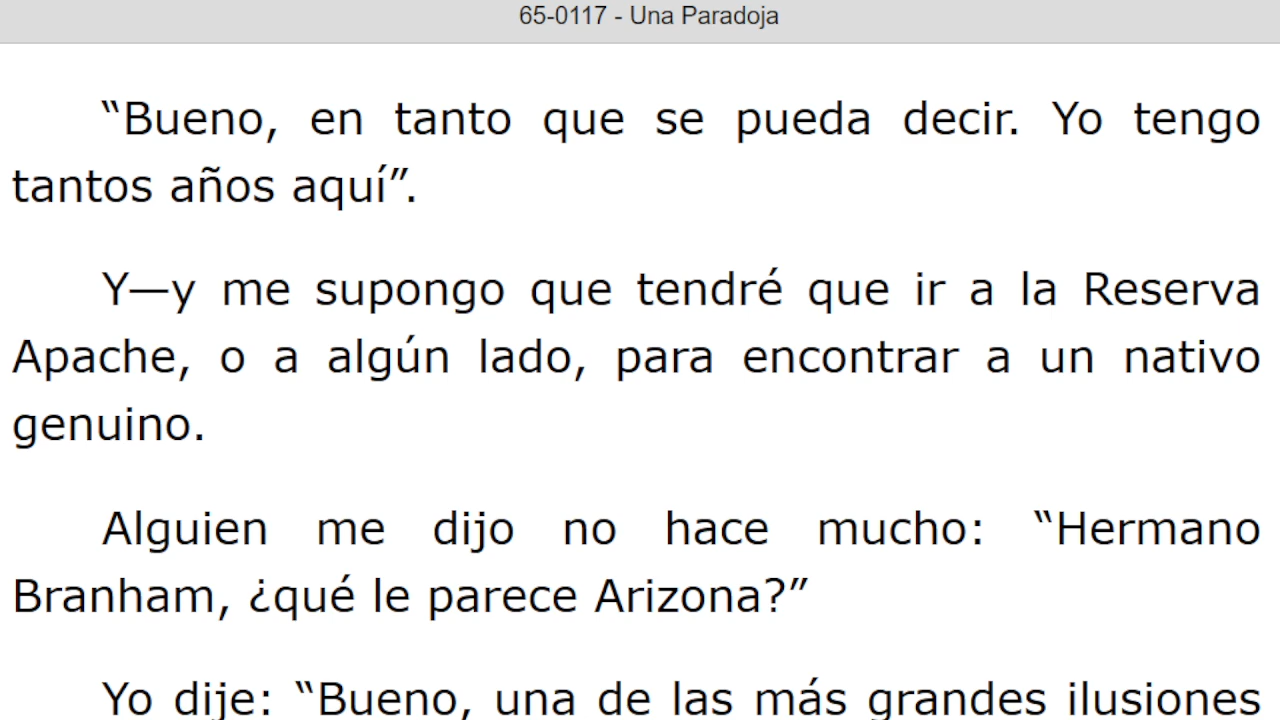 65-0117 - Una Paradoja
“Bueno, en tanto que se pueda decir. Yo tengo
tantos años aquí”.
Y—y me supongo que tendré que ir a la Reserva
Apache, o a algún lado, para encontrar a un nativo
genuino.
Alguien me dijo no hace mucho: “Hermano
Branham, ¿qué le parece Arizona?”
Yo dije: “Bueno, una de las más grandes ilusiones